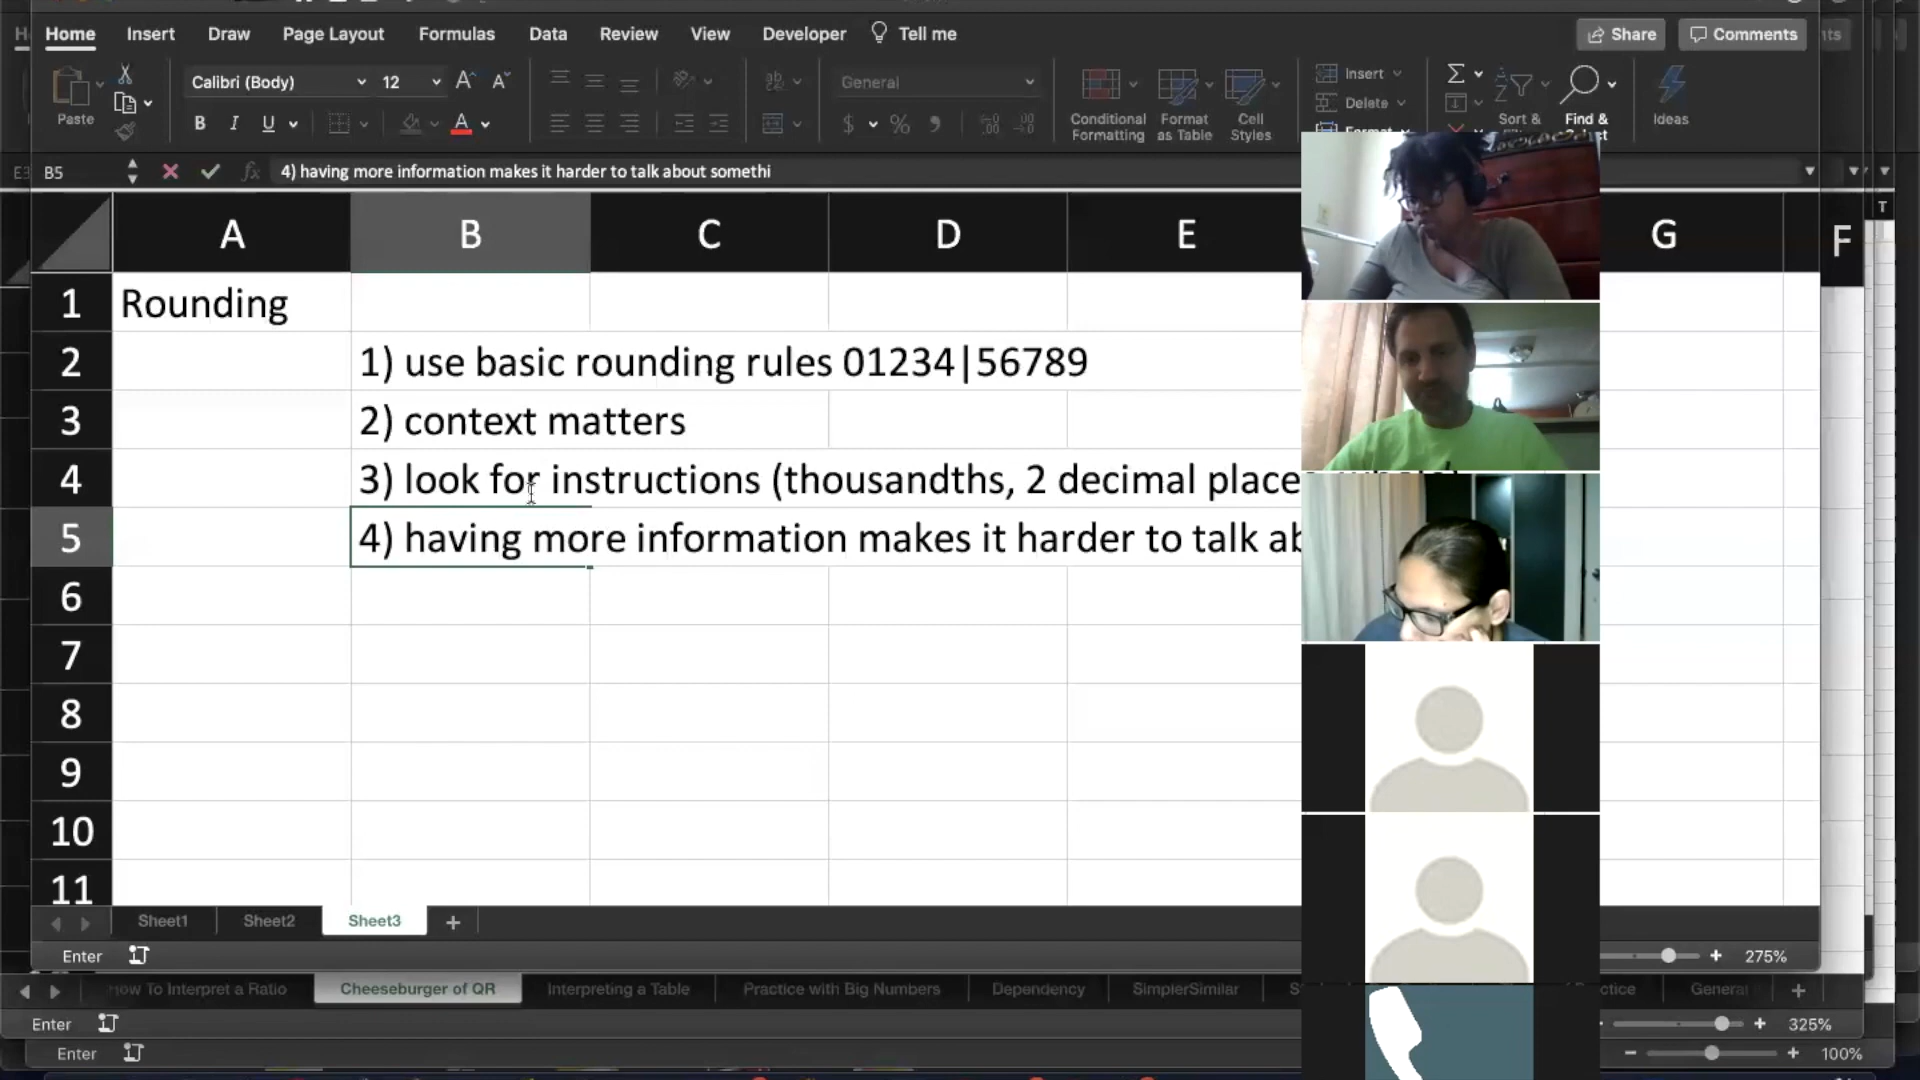 Home Insert Draw Page Layout Formulas Data Review View Developer Tell me Share Comments
Calibri (Body) 12 General
Paste Conditional Formatting Format as Table Cell Styles Insert Delete Format Sort & Find & Ideas
B5 fx 4) having more information makes it harder to talk about somethi
A B C D E G F
1 Rounding
2 1) use basic rounding rules 01234|56789
3 2) context matters
4 3) look for instructions (thousandths, 2 decimal place
5 4) having more information makes it harder to talk ab
6
7
8
9
10
11
Sheet1 Sheet2 Sheet3 +
Enter 275%
How To Interpret a Ratio Cheeseburger of QR Interpreting a Table Practice with Big Numbers Dependency SimplerSimilar General +
Enter 325%
Enter 100%